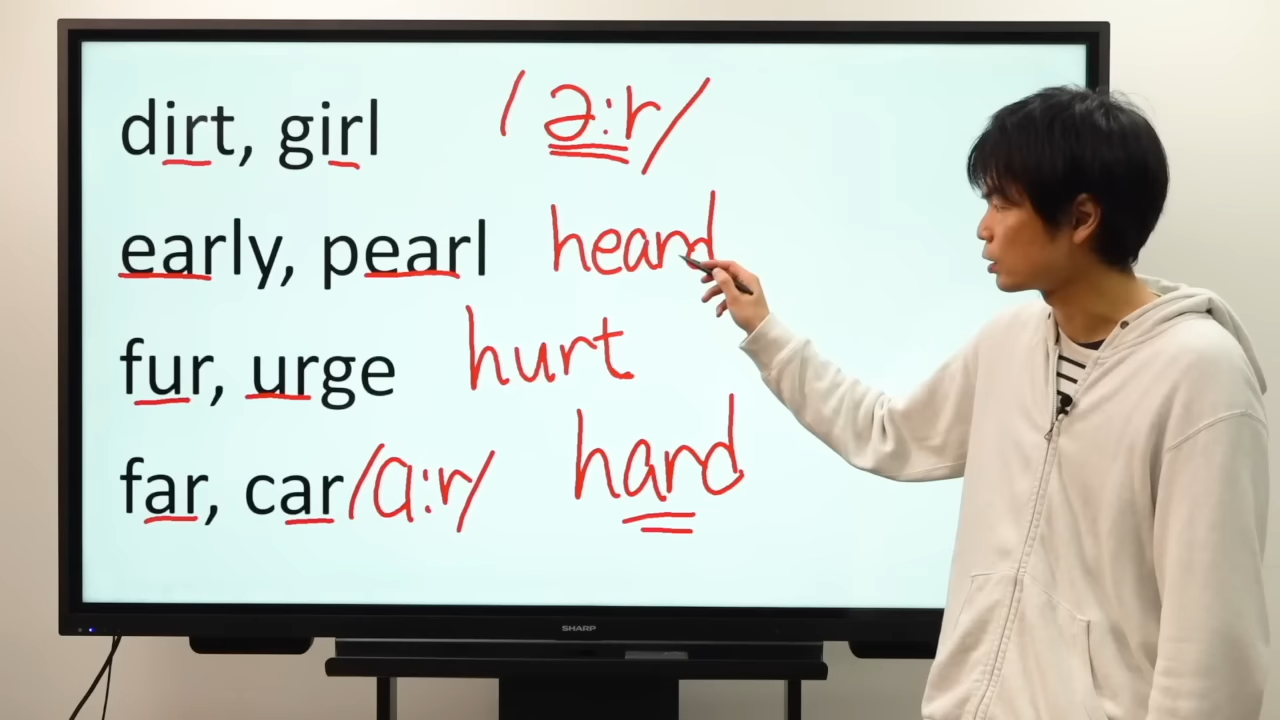 dirt, girl /ə:r/
early, pearl heard
fur, urge hurt
far, car /ɑ:r/ hard
SHARP